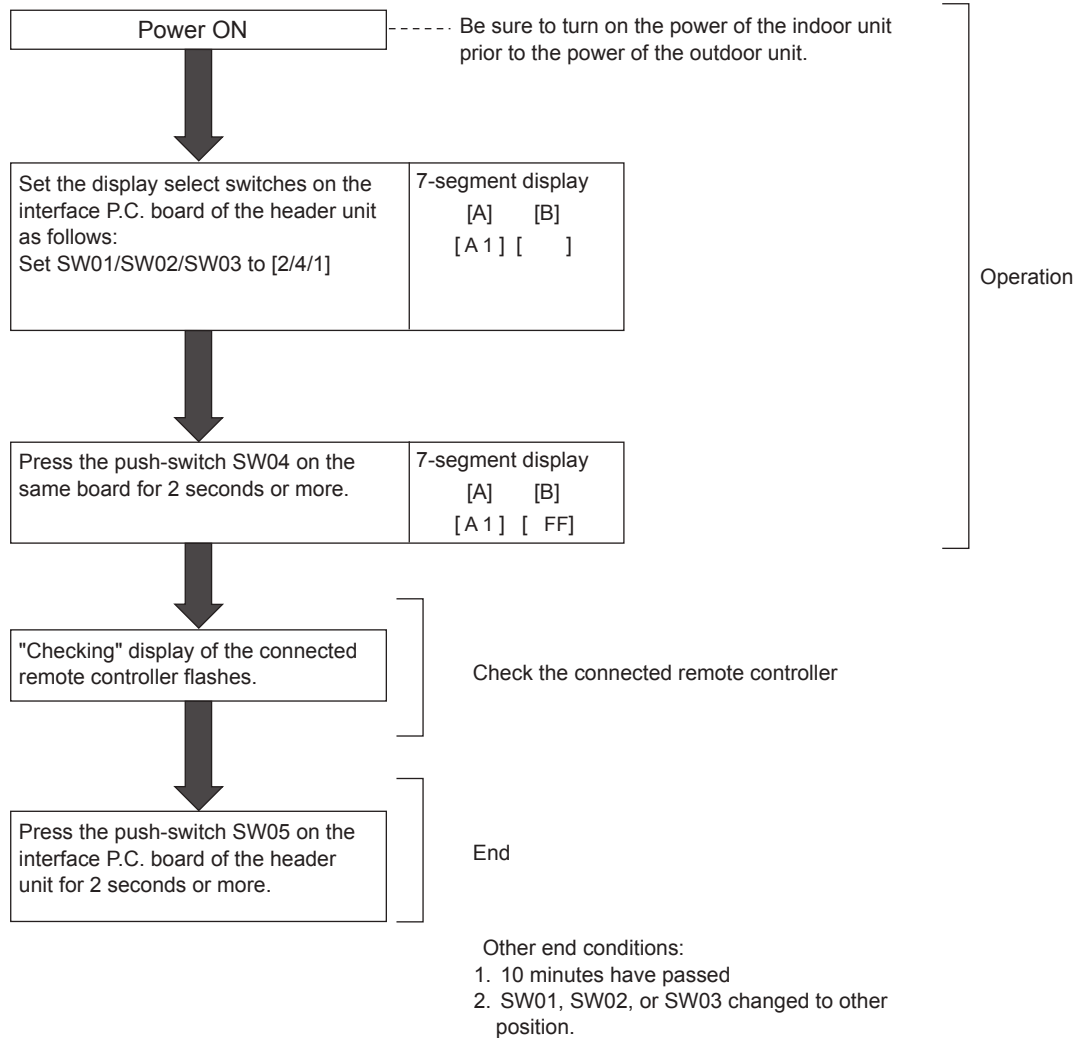 Power ON
Be sure to turn on the power of the indoor unit
prior to the power of the outdoor unit.
Set the display select switches on the
interface P.C. board of the header unit
as follows:
Set SW01/SW02/SW03 to [2/4/1]
7-segment display
[A] [B]
[ A 1 ] [ ]
Operation
Press the push-switch SW04 on the
same board for 2 seconds or more.
7-segment display
[A] [B]
[ A 1 ] [ FF]
"Checking" display of the connected
remote controller flashes.
Check the connected remote controller
Press the push-switch SW05 on the
interface P.C. board of the header
unit for 2 seconds or more.
End
Other end conditions:
1. 10 minutes have passed
2. SW01, SW02, or SW03 changed to other
position.